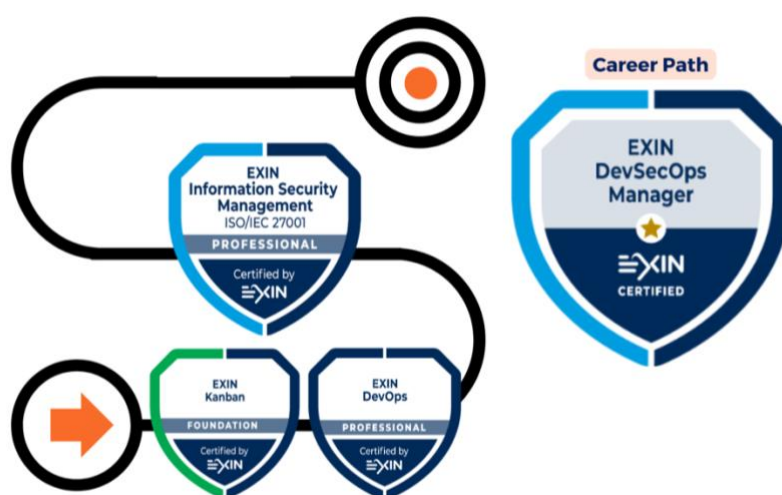 Career Path
EXIN
DevSecOps
Manager
EXIN
CERTIFIED
EXIN
Information Security
Management
ISO/IEC 27001
PROFESSIONAL
Certified by
EXIN
EXIN
Kanban
FOUNDATION
Certified by
EXIN
EXIN
DevOps
PROFESSIONAL
Certified by
EXIN